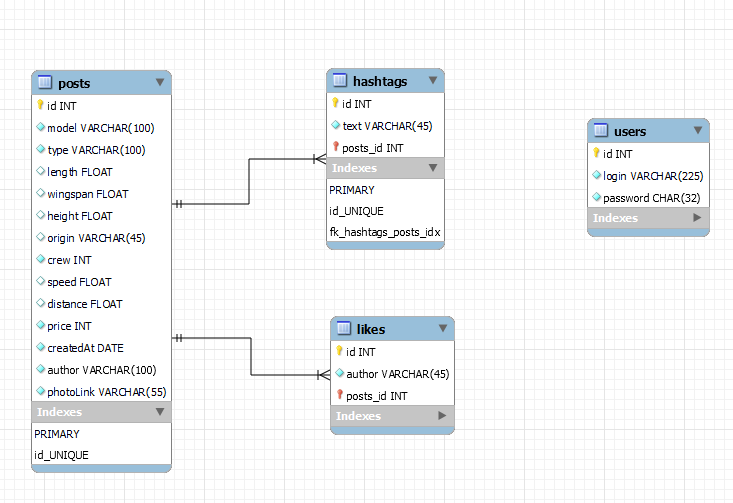 posts
id INT
model VARCHAR(100)
type VARCHAR(100)
length FLOAT
wingspan FLOAT
height FLOAT
origin VARCHAR(45)
crew INT
speed FLOAT
distance FLOAT
price INT
createdAt DATE
author VARCHAR(100)
photoLink VARCHAR(55)
Indexes
PRIMARY
id_UNIQUE
hashtags
id INT
text VARCHAR(45)
posts_id INT
Indexes
PRIMARY
id_UNIQUE
fk_hashtags_posts_idx
likes
id INT
author VARCHAR(45)
posts_id INT
Indexes
users
id INT
login VARCHAR(225)
password CHAR(32)
Indexes